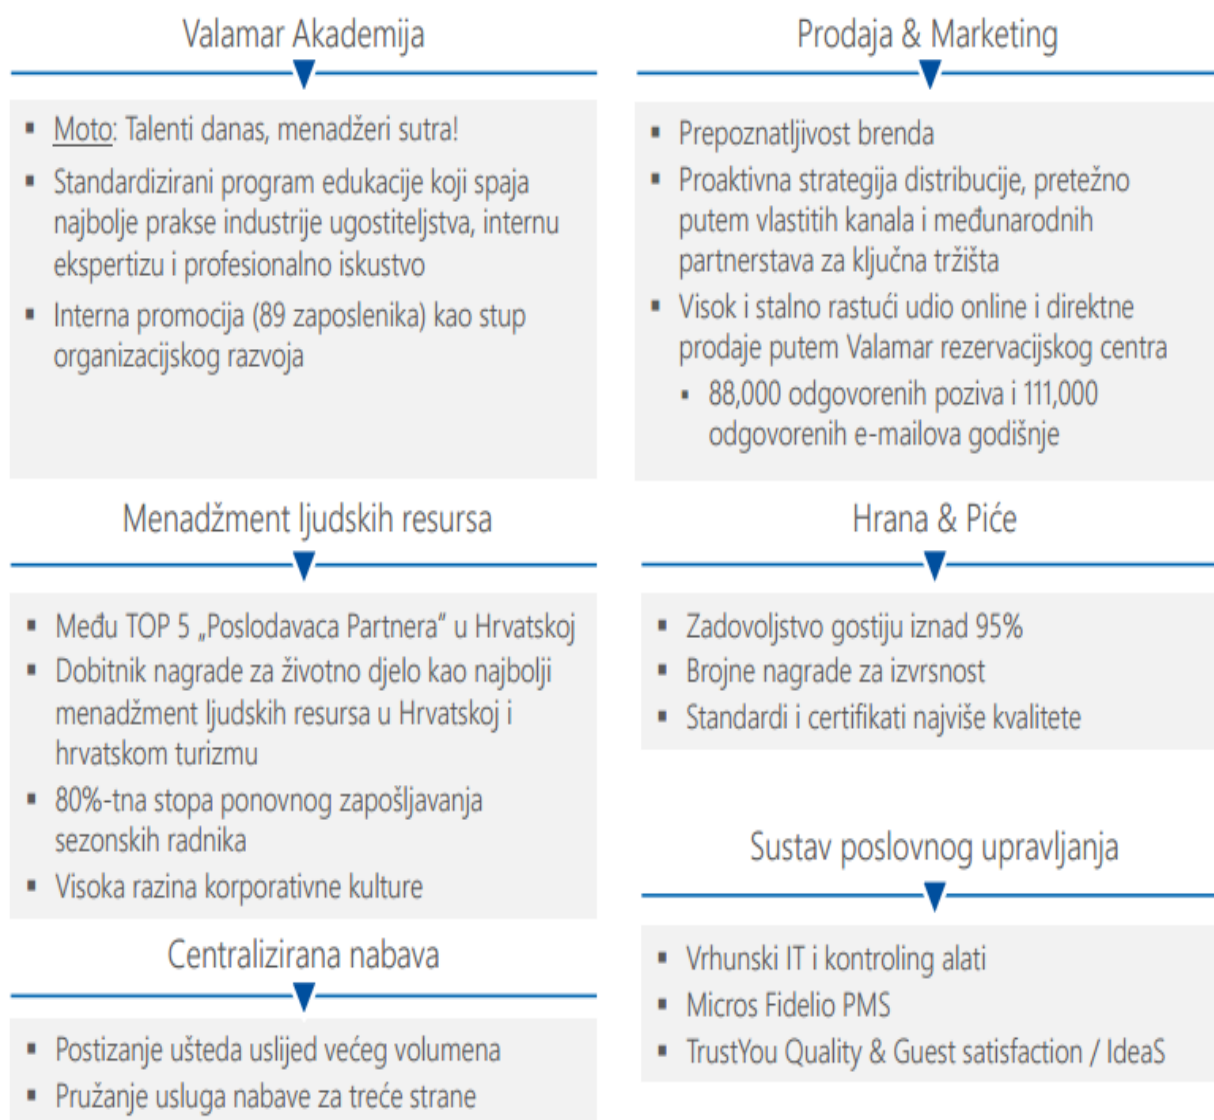 Valamar Akademija
▪ Moto: Talenti danas, menadžeri sutra!
▪ Standardizirani program edukacije koji spaja
najbolje prakse industrije ugostiteljstva, internu
ekspertizu i profesionalno iskustvo
▪ Interna promocija (89 zaposlenika) kao stup
organizacijskog razvoja
Prodaja & Marketing
▪ Prepoznatljivost brenda
▪ Proaktivna strategija distribucije, pretežno
putem vlastitih kanala i međunarodnih
partnerstava za ključna tržišta
▪ Visok i stalno rastući udio online i direktne
prodaje putem Valamar rezervacijskog centra
▪ 88,000 odgovorenih poziva i 111,000
odgovorenih e-mailova godišnje
Menadžment ljudskih resursa
▪ Među TOP 5 „Poslodavaca Partnera“ u Hrvatskoj
▪ Dobitnik nagrade za životno djelo kao najbolji
menadžment ljudskih resursa u Hrvatskoj i
hrvatskom turizmu
▪ 80%-tna stopa ponovnog zapošljavanja
sezonskih radnika
▪ Visoka razina korporativne kulture
Hrana & Piće
▪ Zadovoljstvo gostiju iznad 95%
▪ Brojne nagrade za izvrsnost
▪ Standardi i certifikati najviše kvalitete
Centralizirana nabava
▪ Postizanje ušteda uslijed većeg volumena
▪ Pružanje usluga nabave za treće strane
Sustav poslovnog upravljanja
▪ Vrhunski IT i kontroling alati
▪ Micros Fidelio PMS
▪ TrustYou Quality & Guest satisfaction / IdeaS